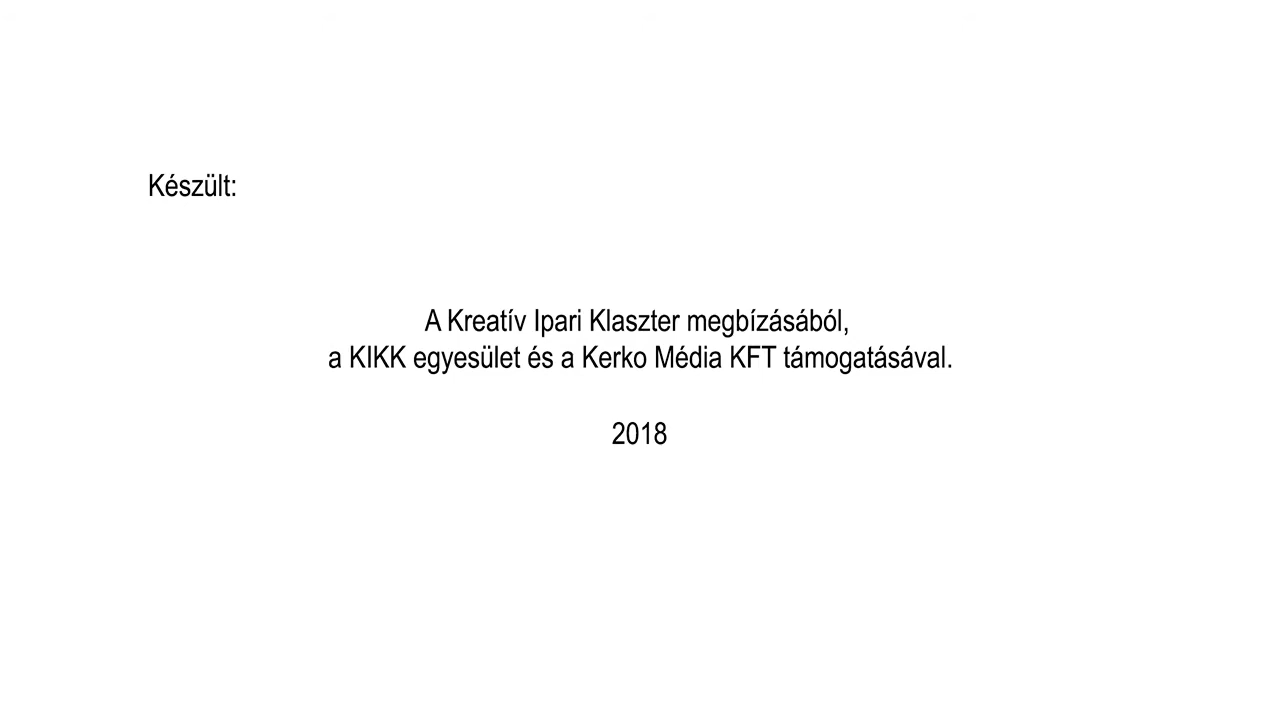 Készült:
A Kreatív Ipari Klaszter megbízásából,
a KIKK egyesület és a Kerko Média KFT támogatásával.
2018